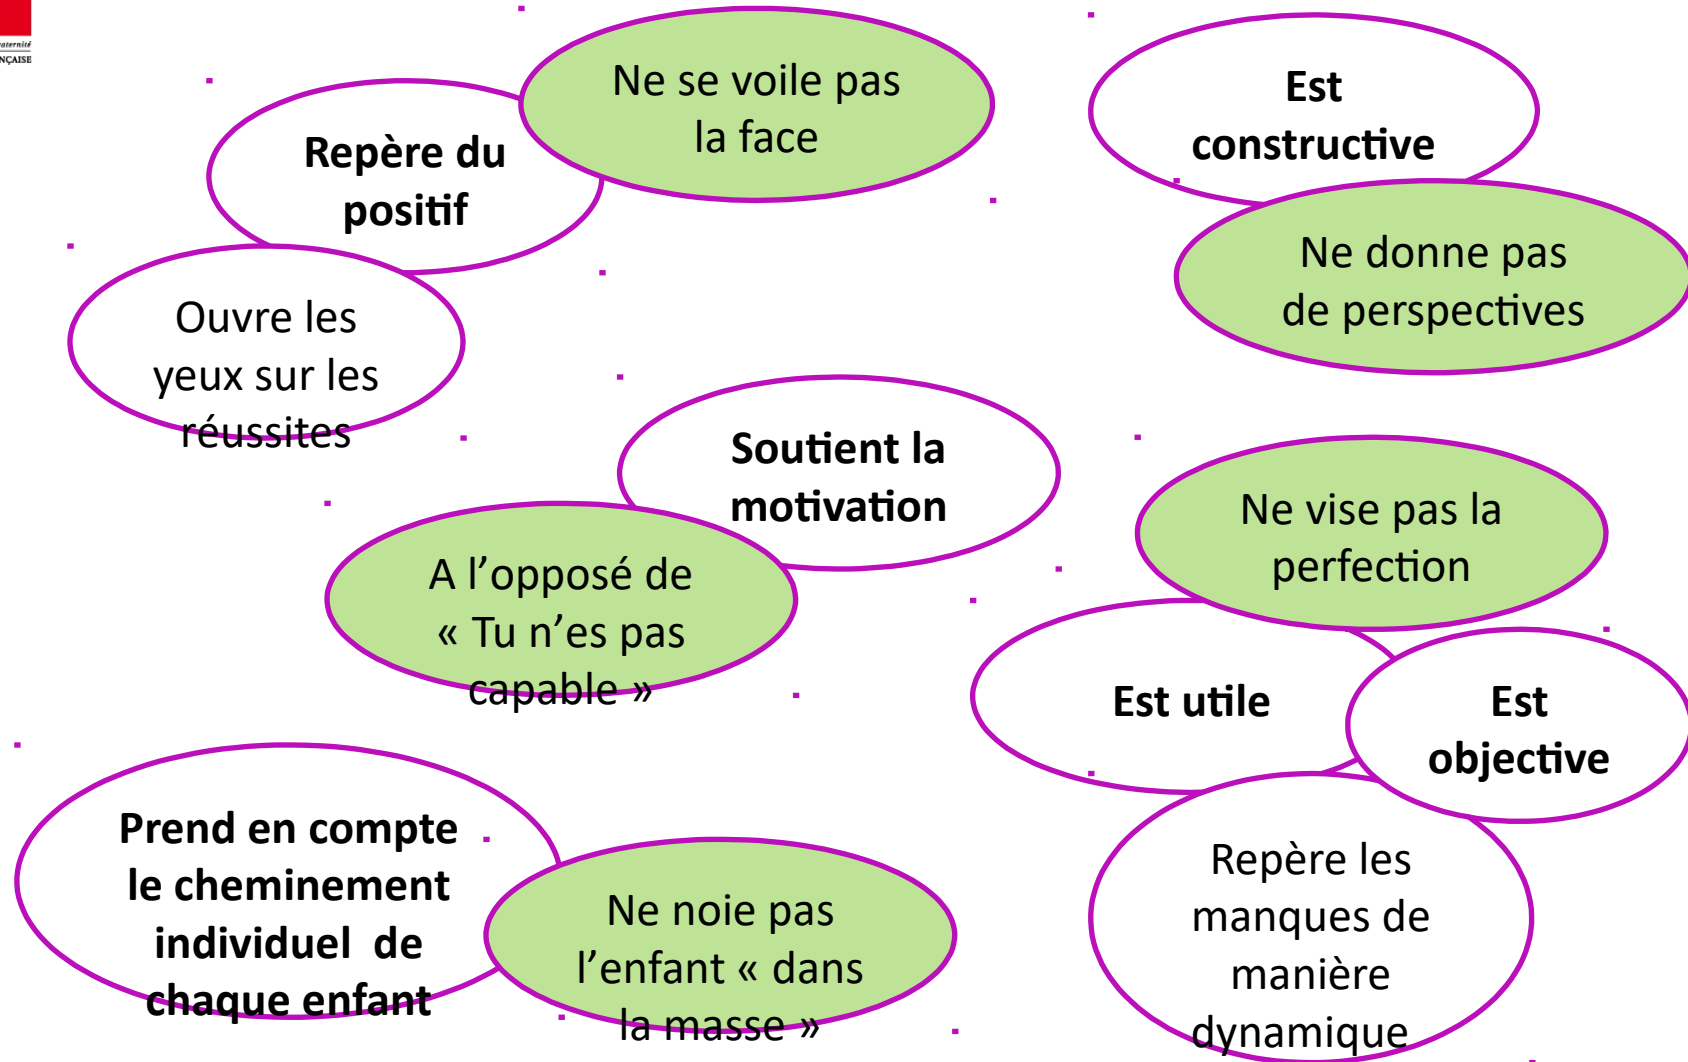 Ne se voile pas
la face
Repère du
positif
Ouvre les
yeux sur les
réussites
Est
constructive
Ne donne pas
de perspectives
Soutient la
motivation
A l’opposé de
« Tu n’es pas
capable »
Ne vise pas la
perfection
Est utile
Est
objective
Repère les
manques de
manière
dynamique
Prend en compte
le cheminement
individuel de
chaque enfant
Ne noie pas
l’enfant « dans
la masse »